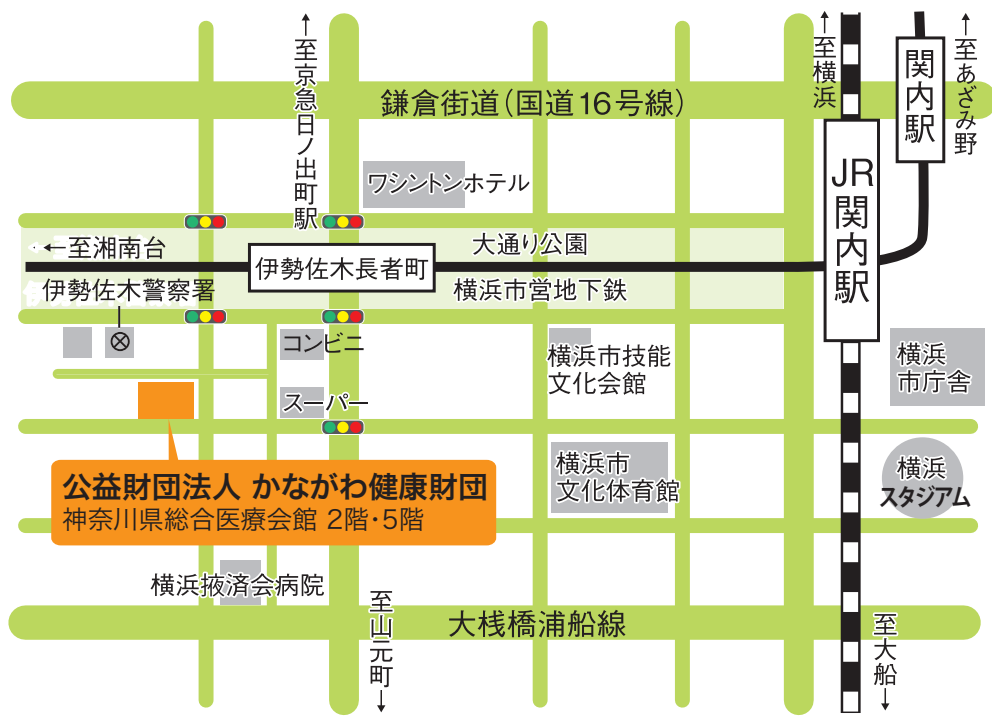 ←至京急日ノ出町駅
←至横浜
関内駅
←至あざみ野
鎌倉街道(国道16号線)
ワシントンホテル
JR関内駅
←至湘南台
大通り公園
伊勢佐木長者町
伊勢佐木警察署
横浜市営地下鉄
コンビニ
横浜市技能
文化会館
横浜
市庁舎
スーパー
横浜市
文化体育館
横浜
スタジアム
公益財団法人 かながわ健康財団
神奈川県総合医療会館 2階・5階
横浜掖済会病院
至山元町→
大桟橋浦船線
至大船→